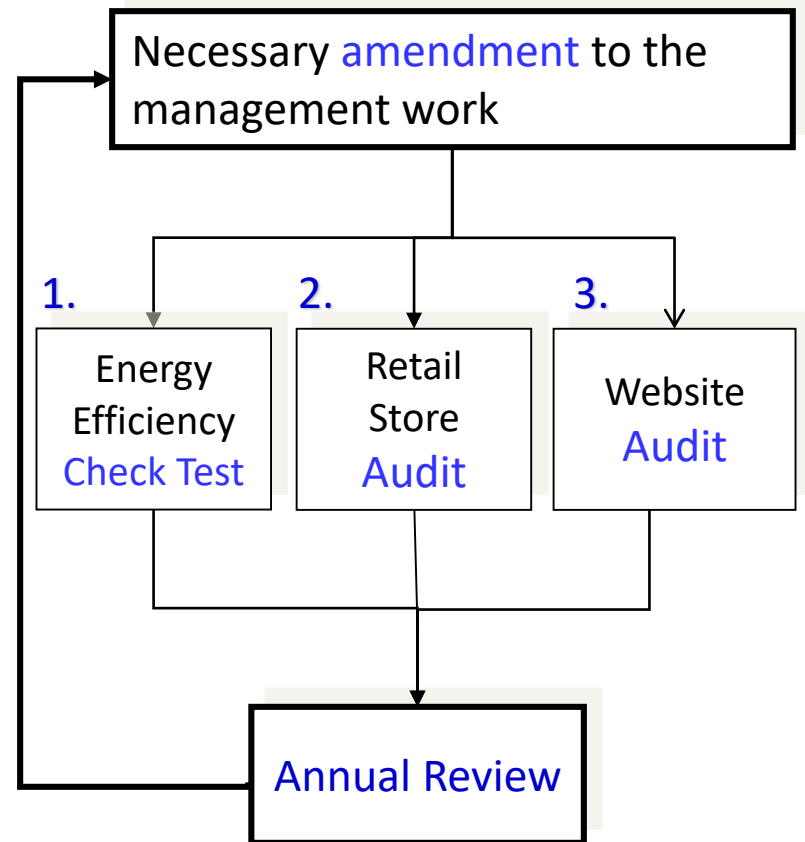 Necessary amendment to the
management work
1.
2.
3.
Energy
Efficiency
Check Test
Retail
Store
Audit
Website
Audit
Annual Review